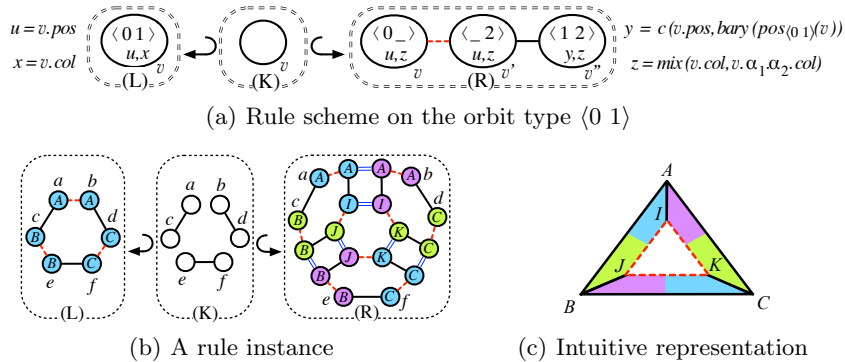 u = v.pos
x = v.col
⟨ 0 1⟩
u,x
v
(L)
(K)
v
⟨0 _⟩
u,z
v
⟨_ 2⟩
u,z
v'
⟨1 2⟩
y,z
v"
(R)
y = c(v.pos,bary(pos⟨0 1⟩(v))
z = mix(v.col,v.α1.α2.col)
(a) Rule scheme on the orbit type ⟨0 1⟩
a b
A A
c d
B C
B C
e f
(L)
b
a
c d
e f
(K)
a A A A A b
c I I d
B J K C
B J K C
B C
e B C f
(R)
A
I
J K
B C
(b) A rule instance
(c) Intuitive representation